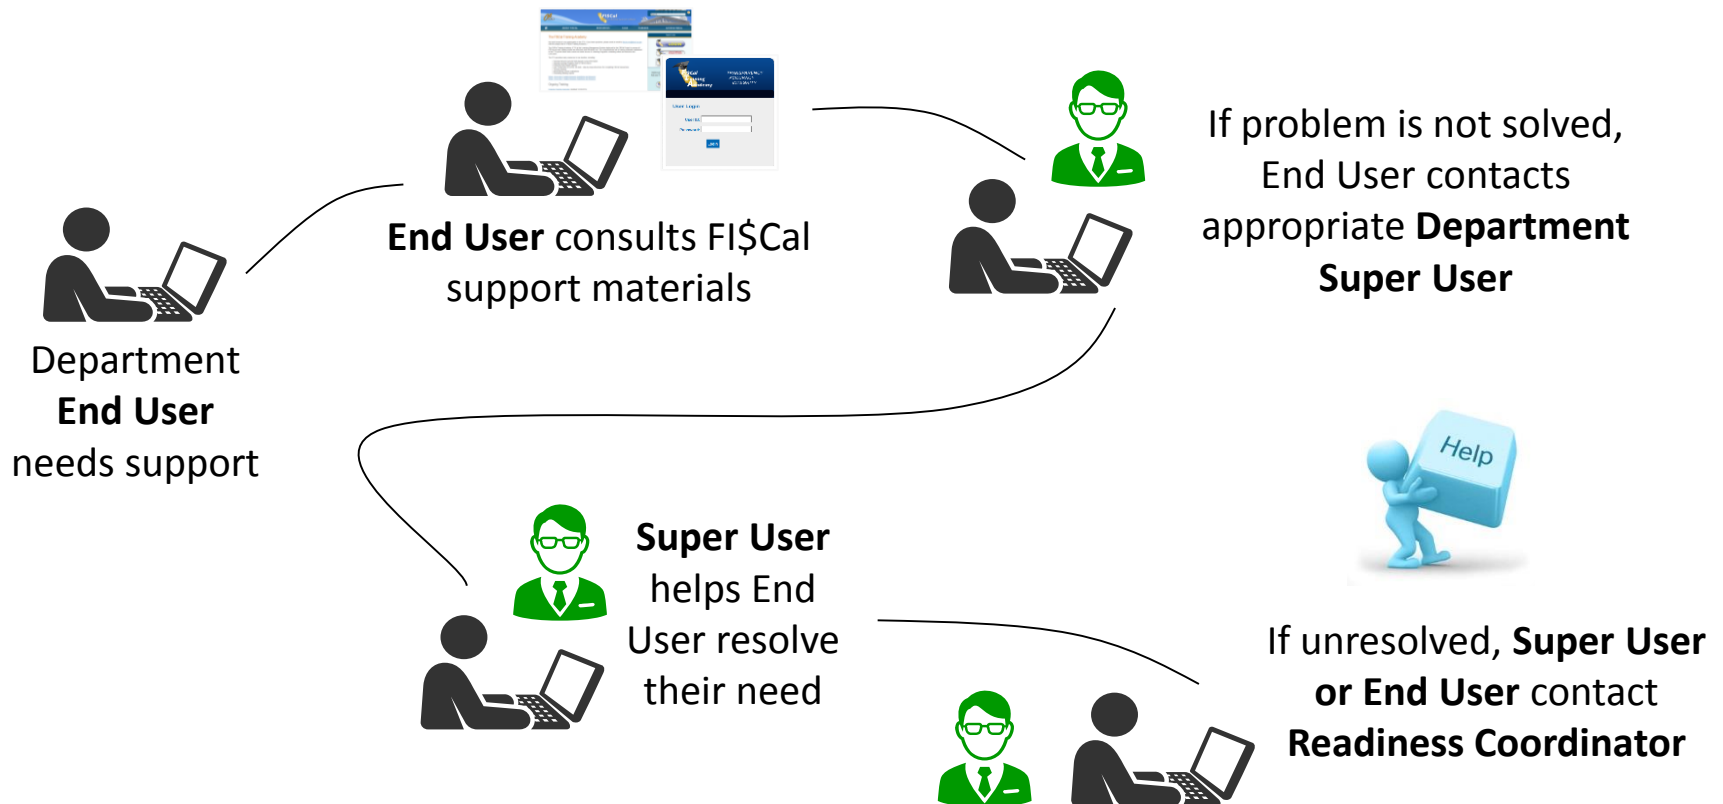 Department
End User
needs support
End User consults FI$Cal
support materials
User Login
If problem is not solved,
End User contacts
appropriate Department
Super User
Super User
helps End
User resolve
their need
Help
If unresolved, Super User
or End User contact
Readiness Coordinator